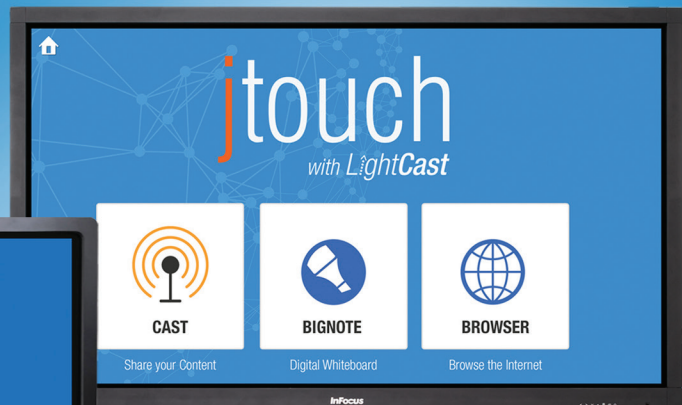 jtouch
with LightCast
CAST
BIGNOTE
BROWSER
Share your Content
Digital Whiteboard
Browse the Internet
InFocus